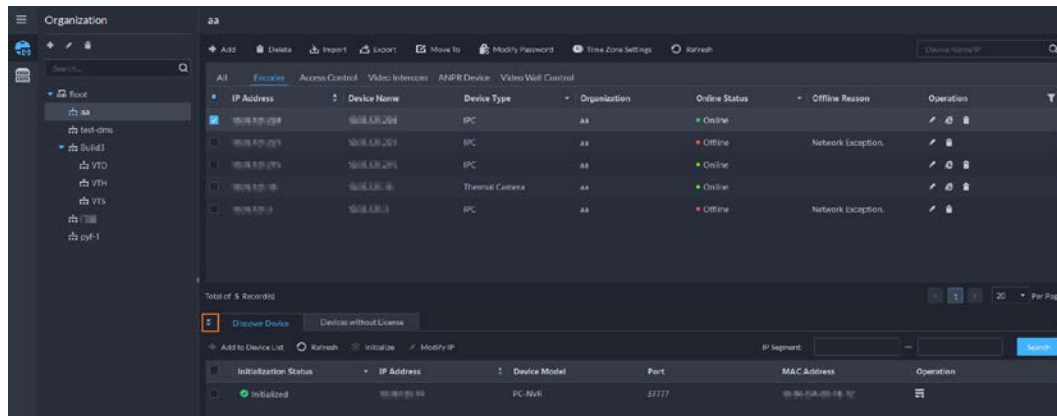 Organization
aa
Add Delete Import Export Move To Modify Password Time Zone Settings Refresh Device Name/IP
Search...
All Encoder Access Control Video Intercom ANPR Device Video Wall Control
Root
aa
test-dms
Build3
VTO
VTH
VTS
pyf-1
IP Address Device Name Device Type Organization Online Status Offline Reason Operation
IPC aa Online
IPC aa Offline Network Exception.
IPC aa Online
Thermal Camera aa Online
IPC aa Offline Network Exception.
Total of 5 Record(s)
1 20 Per Pag
Discover Device Devices without License
Add to Device List Refresh Initialize Modify IP IP Segment: — Search
Initialization Status IP Address Device Model Port MAC Address Operation
Initialized PC-NVR 37777